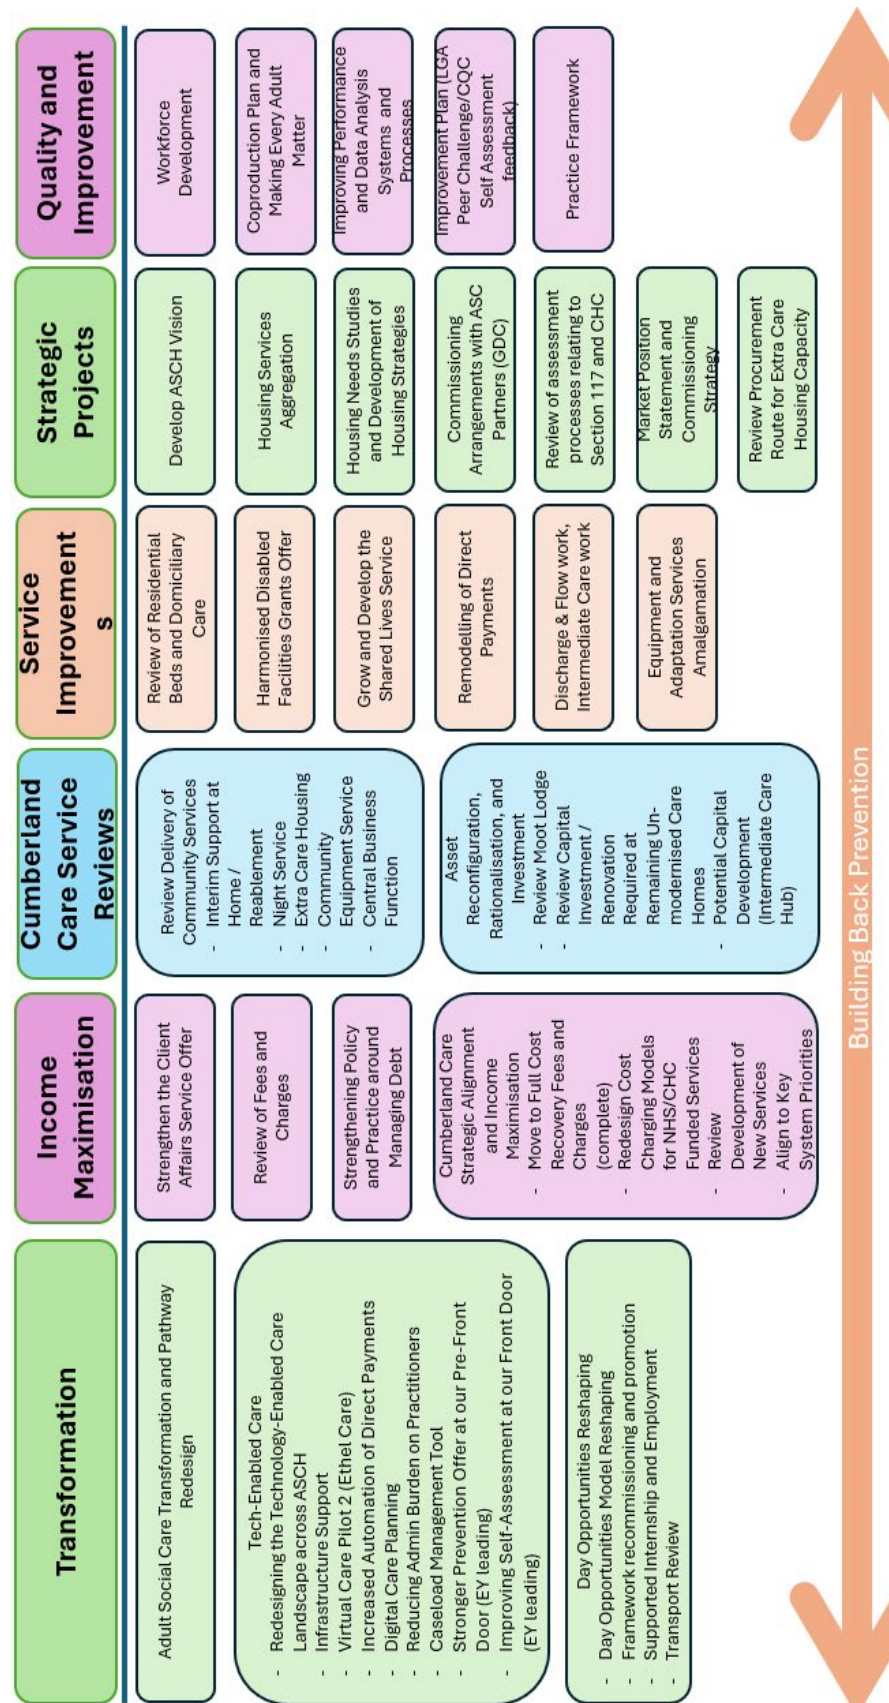 Transformation
Adult Social Care Transformation and Pathway
Redesign
Tech-Enabled Care
- Redesigning the Technology-Enabled Care
Landscape across ASCH
- Infrastructure Support
- Virtual Care Pilot 2 (Ethel Care)
- Increased Automation of Direct Payments
- Digital Care Planning
- Reducing Admin Burden on Practitioners
- Caseload Management Tool
- Stronger Prevention Offer at our Pre-Front
Door (EY leading)
- Improving Self-Assessment at our Front Door
(EY leading)
Day Opportunities Reshaping
- Day Opportunities Model Reshaping
- Framework recommissioning and promotion
- Supported Internship and Employment
- Transport Review
Income
Maximisation
Strengthen the Client
Affairs Service Offer
Review of Fees and
Charges
Strengthening Policy
and Practice around
Managing Debt
Cumberland Care
Strategic Alignment
and Income
Maximisation
- Move to Full Cost
Recovery Fees and
Charges
(complete)
- Redesign Cost
Charging Models
for NHS/CHC
Funded Services
- Review
Development of
New Services
- Align to Key
System Priorities
Cumberland
Care Service
Reviews
Review Delivery of
Community Services
- Interim Support at
Home /
Reablement
- Night Service
- Extra Care Housing
- Community
Equipment Service
- Central Business
Function
Asset
Reconfiguration,
Rationalisation, and
Investment
- Review Moot Lodge
- Review Capital
Investment /
Renovation
Required at
Remaining Un-
modernised Care
Homes
- Potential Capital
Development
(Intermediate Care
Hub)
Service
Improvement
s
Review of Residential
Beds and Domiciliary
Care
Harmonised Disabled
Facilities Grants Offer
Grow and Develop the
Shared Lives Service
Remodelling of Direct
Payments
Discharge & Flow work,
Intermediate Care work
Equipment and
Adaptation Services
Amalgamation
Strategic
Projects
Develop ASCH Vision
Housing Services
Aggregation
Housing Needs Studies
and Development of
Housing Strategies
Commissioning
Arrangements with ASC
Partners (GDC)
Review of assessment
processes relating to
Section 117 and CHC
Market Position
Statement and
Commissioning
Strategy
Review Procurement
Route for Extra Care
Housing Capacity
Quality and
Improvement
Workforce
Development
Coproduction Plan and
Making Every Adult
Matter
Improving Performance
and Data Analysis
Systems and
Processes
Improvement Plan (LGA
Peer Challenge/CQC
Self Assessment
feedback)
Practice Framework
Building Back Prevention